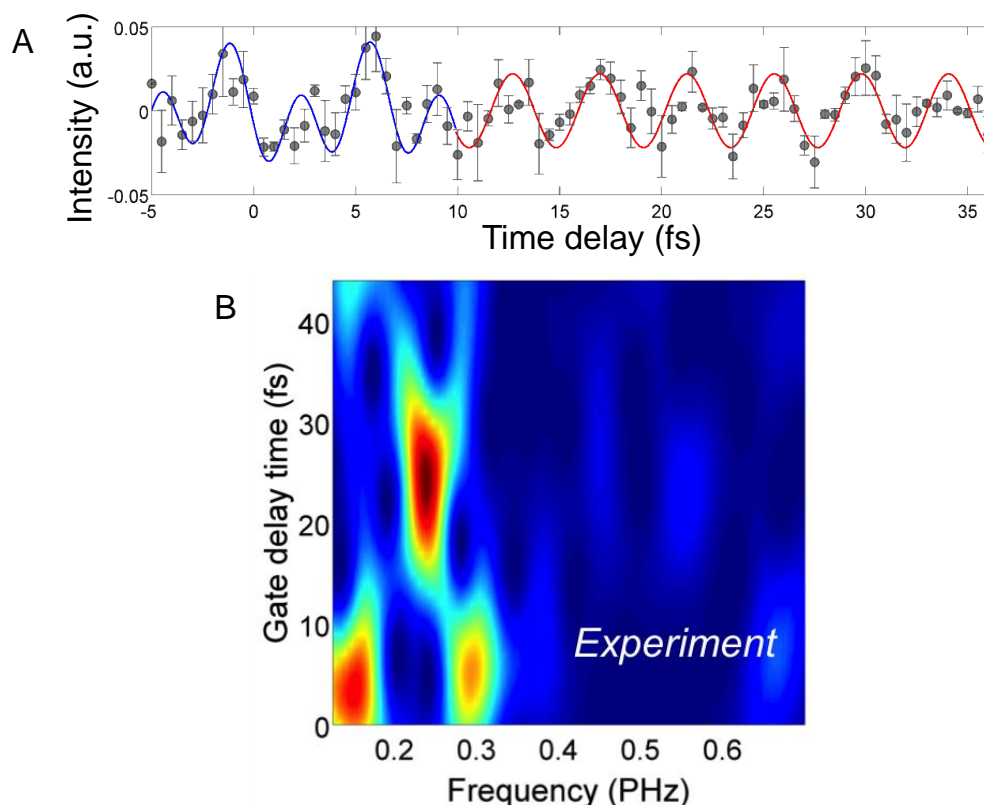 A
Intensity (a.u.)
0.05
0
-0.05
-5 0 5 10 15 20 25 30 35
Time delay (fs)
B
Gate delay time (fs)
40
30
20
10
0
Experiment
0.2 0.3 0.4 0.5 0.6
Frequency (PHz)